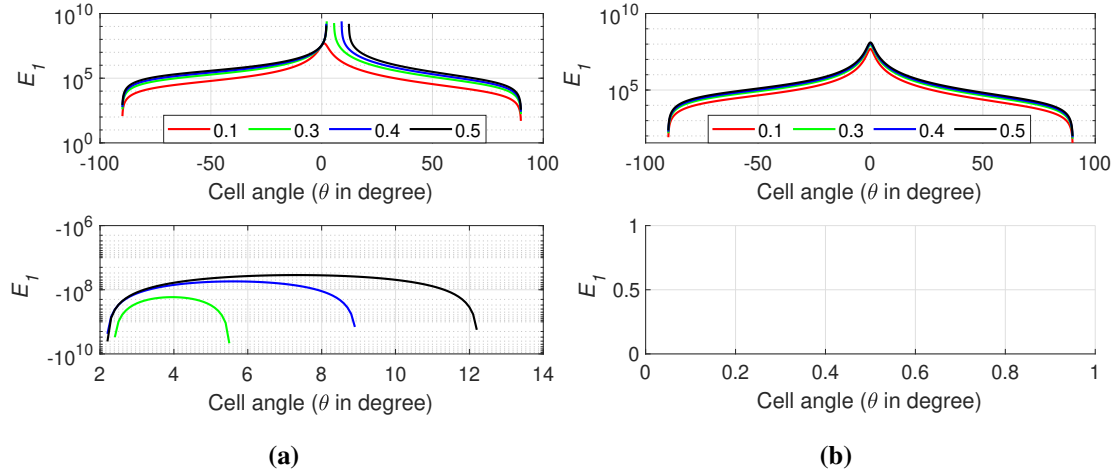 10^10
10^5
10^0
E_1
0.1 0.3 0.4 0.5
-100 -50 0 50 100
Cell angle (θ in degree)
10^10
10^5
E_1
0.1 0.3 0.4 0.5
-100 -50 0 50 100
Cell angle (θ in degree)
-10^6
-10^8
-10^10
E_1
2 4 6 8 10 12 14
Cell angle (θ in degree)
1
0.5
0
E_1
0 0.2 0.4 0.6 0.8 1
Cell angle (θ in degree)
(a)
(b)